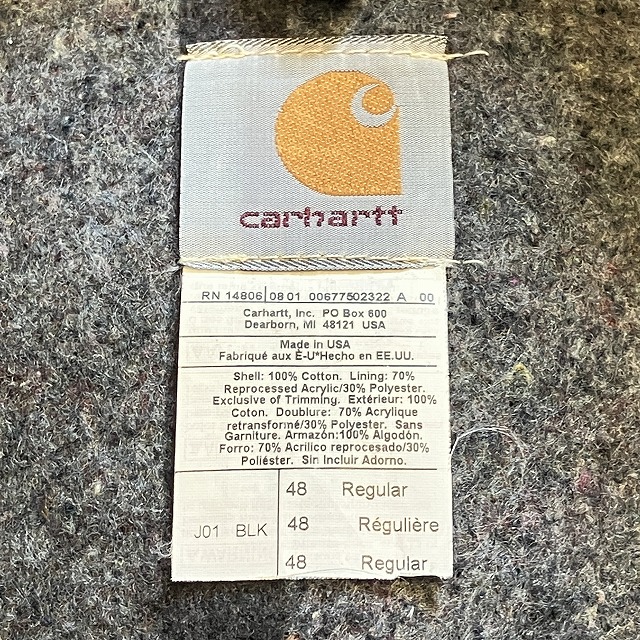 carhartt
RN 14806 08 01 00677502322 A 00
Carhartt, Inc. PO Box 600
Dearborn, MI 48121 USA
Made in USA
Fabriqué aux É-U*Hecho en EE.UU.
Shell: 100% Cotton. Lining: 70%
Reprocessed Acrylic/30% Polyester.
Exclusive of Trimming. Extérieur: 100%
Coton. Doublure: 70% Acrylique
retransformé/30% Polyester. Sans
Garniture. Armazón:100% Algodón.
Forro: 70% Acrilico reprocesado/30%
Poliéster. Sin Incluir Adorno.
48 Regular
J01 BLK 48 Régulière
48 Regular